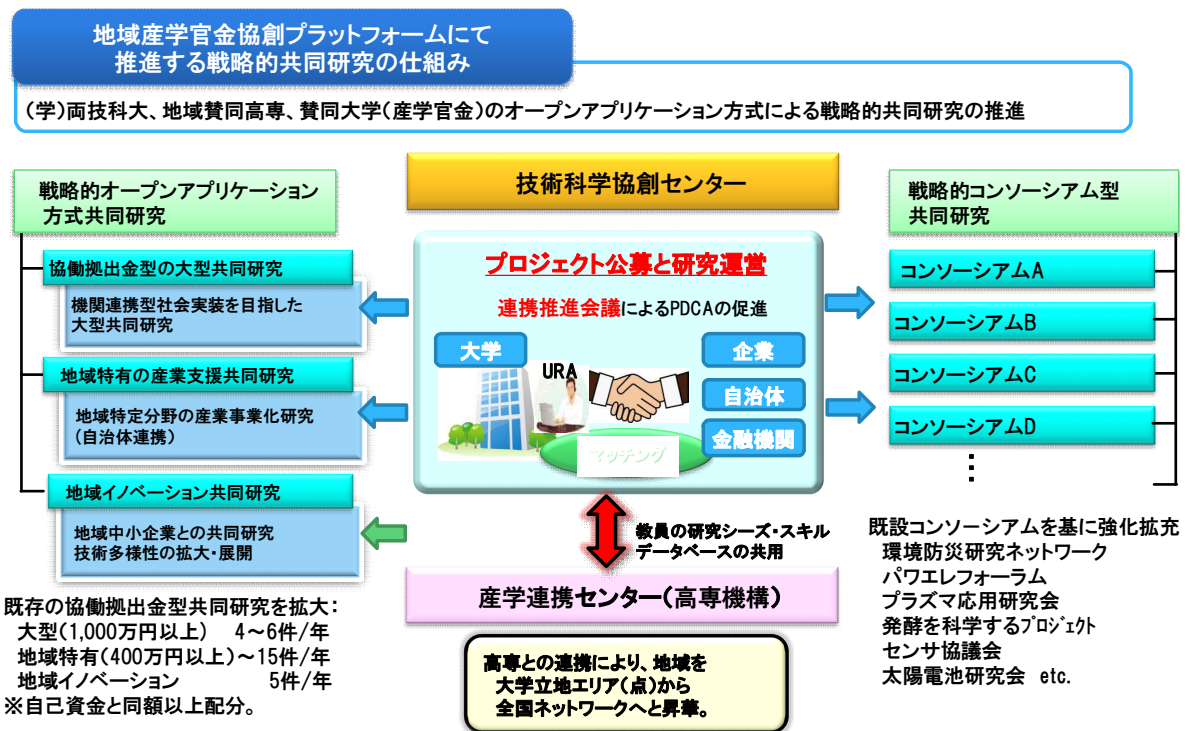 地域産学官金協創プラットフォームにて
推進する戦略的共同研究の仕組み
(学)両技科大、地域賛同高専、賛同大学(産学官金)のオープンアプリケーション方式による戦略的共同研究の推進
戦略的オープンアプリケーション
方式共同研究
協働拠出金型の大型共同研究
機関連携型社会実装を目指した
大型共同研究
地域特有の産業支援共同研究
地域特定分野の産業事業化研究
(自治体連携)
地域イノベーション共同研究
地域中小企業との共同研究
技術多様性の拡大・展開
既存の協働拠出金型共同研究を拡大:
大型(1,000万円以上) 4~6件/年
地域特有(400万円以上)~15件/年
地域イノベーション 5件/年
※自己資金と同額以上配分。
技術科学協創センター
プロジェクト公募と研究運営
連携推進会議によるPDCAの促進
大学
URA
企業
自治体
金融機関
マッチング
教員の研究シーズ・スキル
データベースの共用
産学連携センター(高専機構)
高専との連携により、地域を
大学立地エリア(点)から
全国ネットワークへと昇華。
戦略的コンソーシアム型
共同研究
コンソーシアムA
コンソーシアムB
コンソーシアムC
コンソーシアムD
⋮
既設コンソーシアムを基に強化拡充
環境防災研究ネットワーク
パワエレフォーラム
プラズマ応用研究会
発酵を科学するプロジェクト
センサ協議会
太陽電池研究会 etc.